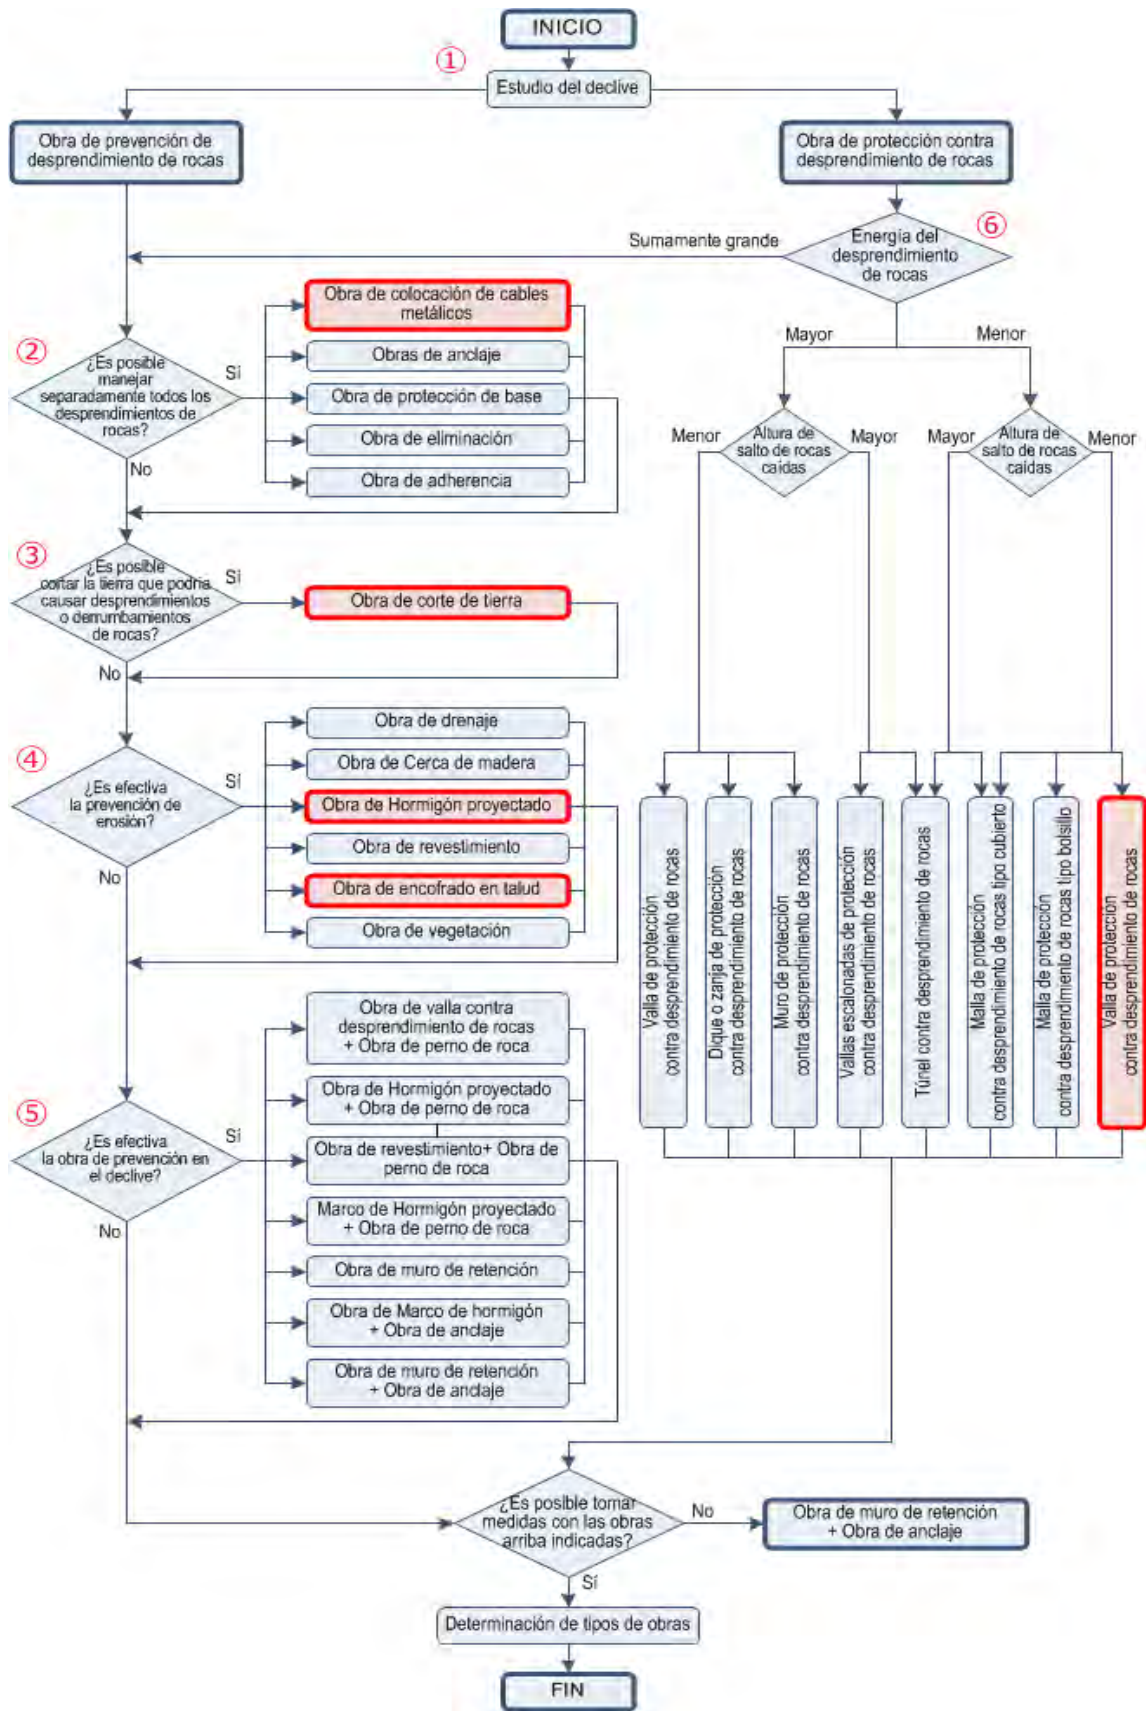 INICIO
①
Estudio del declive
Obra de prevención de
desprendimiento de rocas
Obra de protección contra
desprendimiento de rocas
⑥
Sumamente grande
Energía del
desprendimiento
de rocas
Mayor
Menor
②
¿Es posible
manejar
separadamente todos los
desprendimientos de
rocas?
Sí
No
Obra de colocación de cables
metálicos
Obras de anclaje
Obra de protección de base
Obra de eliminación
Obra de adherencia
Menor
Altura de
salto de rocas
caídas
Mayor
Mayor
Altura de
salto de rocas
caídas
Menor
③
¿Es posible
cortar la tierra que podría
causar desprendimientos
o derrumbamientos
de rocas?
Sí
No
Obra de corte de tierra
④
¿Es efectiva
la prevención de
erosión?
Sí
No
Obra de drenaje
Obra de Cerca de madera
Obra de Hormigón proyectado
Obra de revestimiento
Obra de encofrado en talud
Obra de vegetación
Valla de protección
contra desprendimiento de rocas
Dique o zanja de protección
contra desprendimiento de rocas
Muro de protección
contra desprendimiento de rocas
Vallas escalonadas de protección
contra desprendimiento de rocas
Túnel contra desprendimiento de rocas
Malla de protección
contra desprendimiento de rocas tipo cubierto
Malla de protección
contra desprendimiento de rocas tipo bolsillo
Valla de protección
contra desprendimiento de rocas
⑤
¿Es efectiva
la obra de prevención en
el declive?
Sí
No
Obra de valla contra
desprendimiento de rocas
+ Obra de perno de roca
Obra de Hormigón proyectado
+ Obra de perno de roca
Obra de revestimiento+ Obra de
perno de roca
Marco de Hormigón proyectado
+ Obra de perno de roca
Obra de muro de retención
Obra de Marco de hormigón
+ Obra de anclaje
Obra de muro de retención
+ Obra de anclaje
¿Es posible tomar
medidas con las obras
arriba indicadas?
No
Obra de muro de retención
+ Obra de anclaje
Sí
Determinación de tipos de obras
FIN